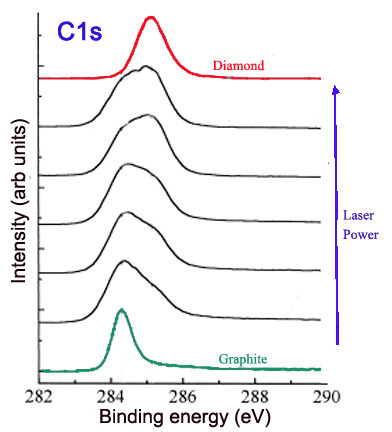 C1s
Diamond
Laser
Power
Intensity (arb units)
Graphite
282 284 286 288 290
Binding energy (eV)